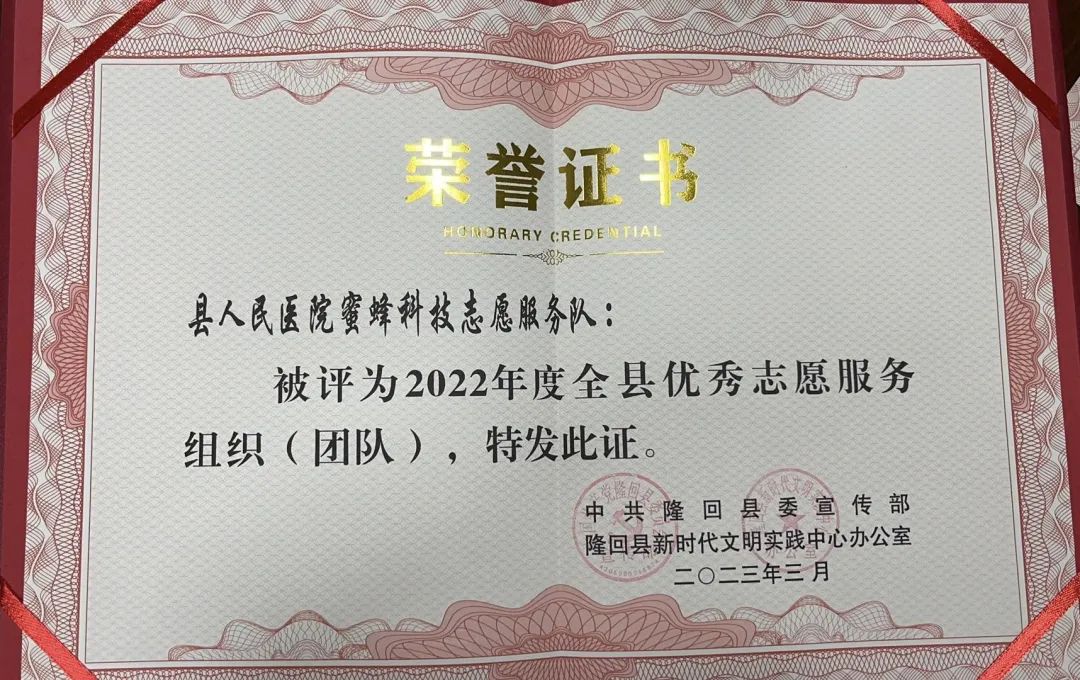 荣誉证书
HONORARY CREDENTIAL
县人民医院蜜蜂科技志愿服务队：
被评为2022年度全县优秀志愿服务
组织（团队），特发此证。
中共隆回县委宣传部
隆回县新时代文明实践中心办公室
二〇二三年三月